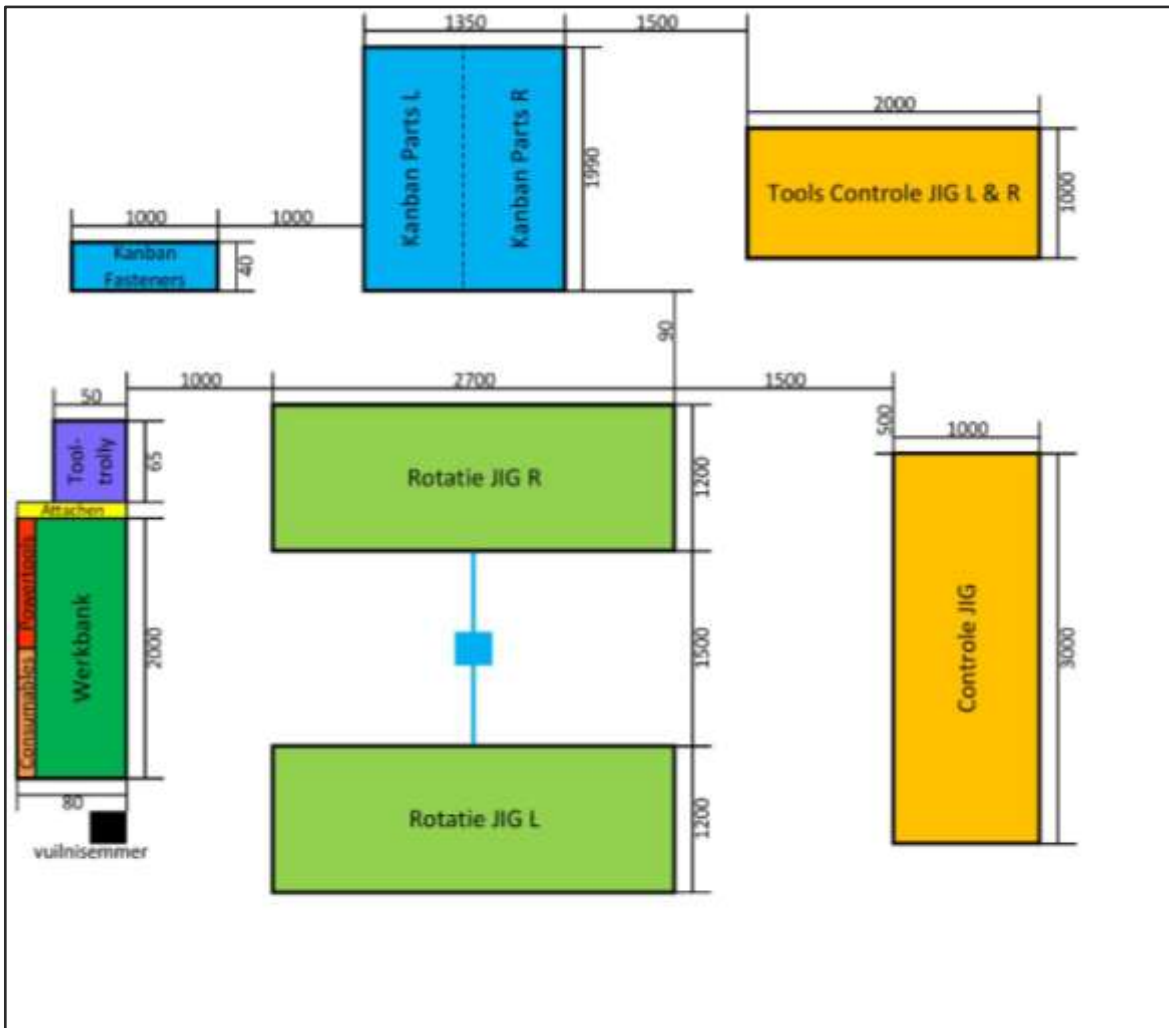 1350
1500
2000
Kanban Parts L
Kanban Parts R
1990
Tools Controle JIG L & R
1000
1000
1000
Kanban
Fasteners
40
90
50
1000
2700
1500
500
1000
Tool-
trolly
65
Rotatie JIG R
1200
Attachen
Powertools
Werkbank
2000
Consumables
1500
Controle JIG
3000
80
Rotatie JIG L
1200
vuilnisemmer